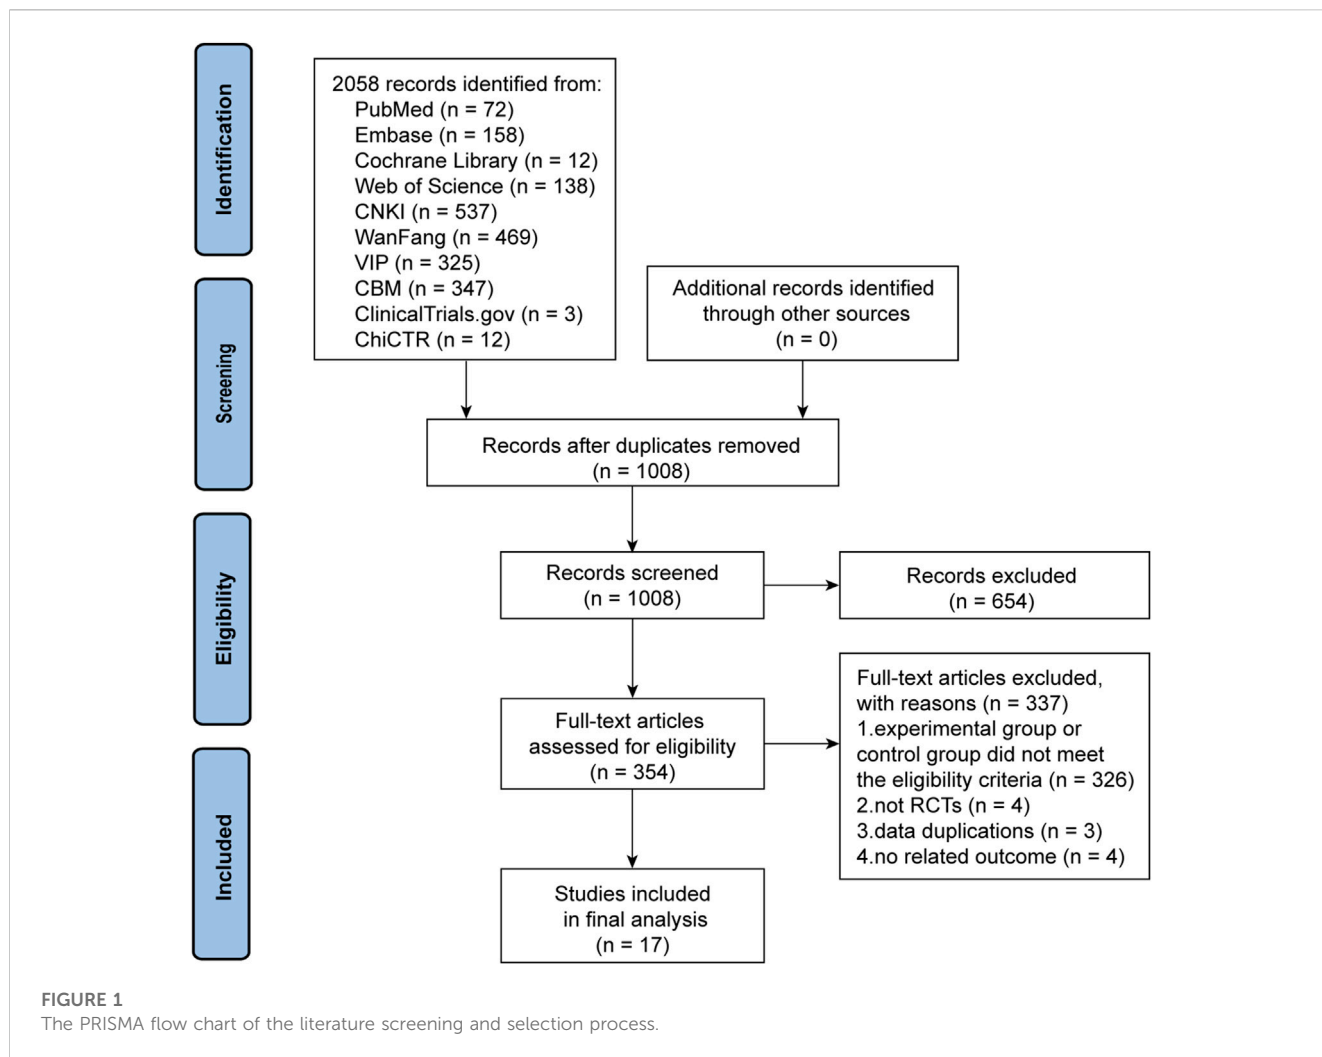 Identification
Screening
Eligibility
Included
2058 records identified from:
PubMed (n = 72)
Embase (n = 158)
Cochrane Library (n = 12)
Web of Science (n = 138)
CNKI (n = 537)
WanFang (n = 469)
VIP (n = 325)
CBM (n = 347)
ClinicalTrials.gov (n = 3)
ChiCTR (n = 12)
Additional records identified
through other sources
(n = 0)
Records after duplicates removed
(n = 1008)
Records screened
(n = 1008)
Records excluded
(n = 654)
Full-text articles
assessed for eligibility
(n = 354)
Full-text articles excluded,
with reasons (n = 337)
1.experimental group or
control group did not meet
the eligibility criteria (n = 326)
2.not RCTs (n = 4)
3.data duplications (n = 3)
4.no related outcome (n = 4)
Studies included
in final analysis
(n = 17)
FIGURE 1
The PRISMA flow chart of the literature screening and selection process.